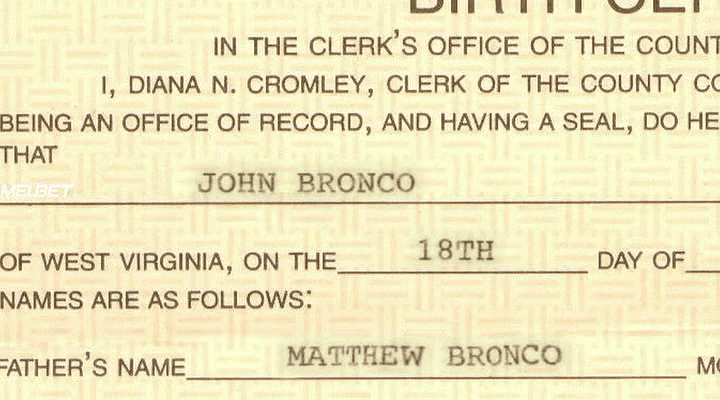 IN THE CLERK'S OFFICE OF THE COUNT
I, DIANA N. CROMLEY, CLERK OF THE COUNTY CO
BEING AN OFFICE OF RECORD, AND HAVING A SEAL, DO HE
THAT
JOHN BRONCO
MELBET
OF WEST VIRGINIA, ON THE 18TH DAY OF
NAMES ARE AS FOLLOWS:
FATHER'S NAME MATTHEW BRONCO MO